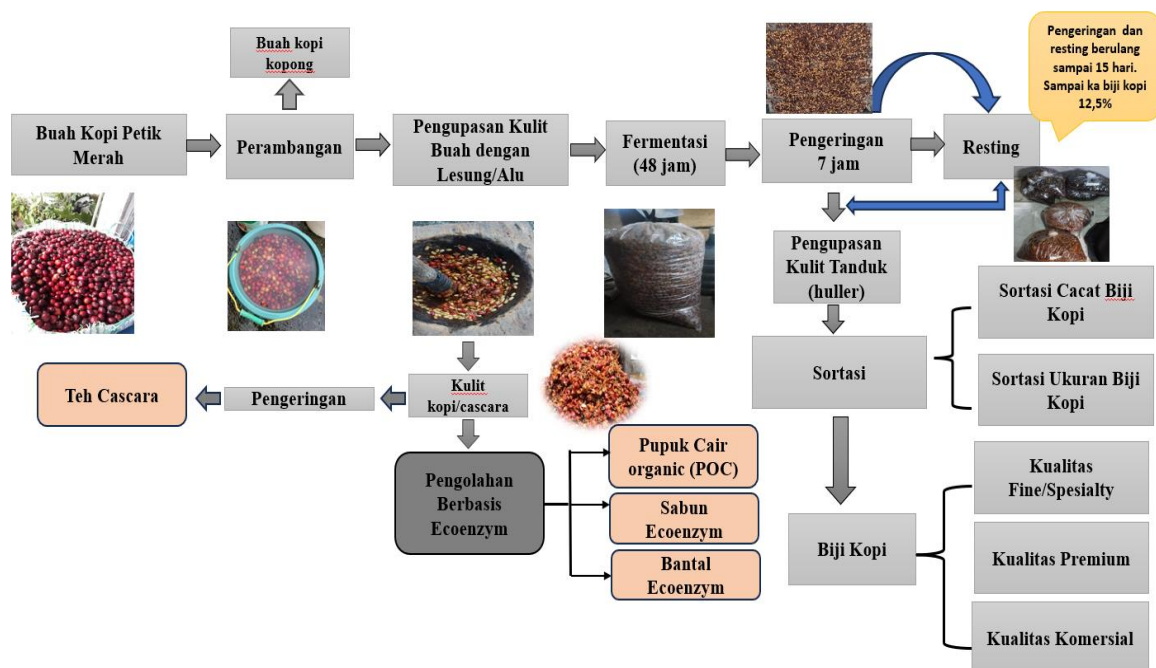 Buah kopi
kopong
Pengeringan dan
resting berulang
sampai 15 hari.
Sampai ka biji kopi
12,5%
Buah Kopi Petik
Merah
Perambangan
Pengupasan Kulit
Buah dengan
Lesung/Alu
Fermentasi
(48 jam)
Pengeringan
7 jam
Resting
Pengupasan
Kulit Tanduk
(huller)
Sortasi
Sortasi Cacat Biji
Kopi
Sortasi Ukuran Biji
Kopi
Teh Cascara
Pengeringan
Kulit
kopi/cascara
Pengolahan
Berbasis
Ecoenzym
Pupuk Cair
organic (POC)
Sabun
Ecoenzym
Bantal
Ecoenzym
Biji Kopi
Kualitas
Fine/Spesialty
Kualitas Premium
Kualitas Komersial